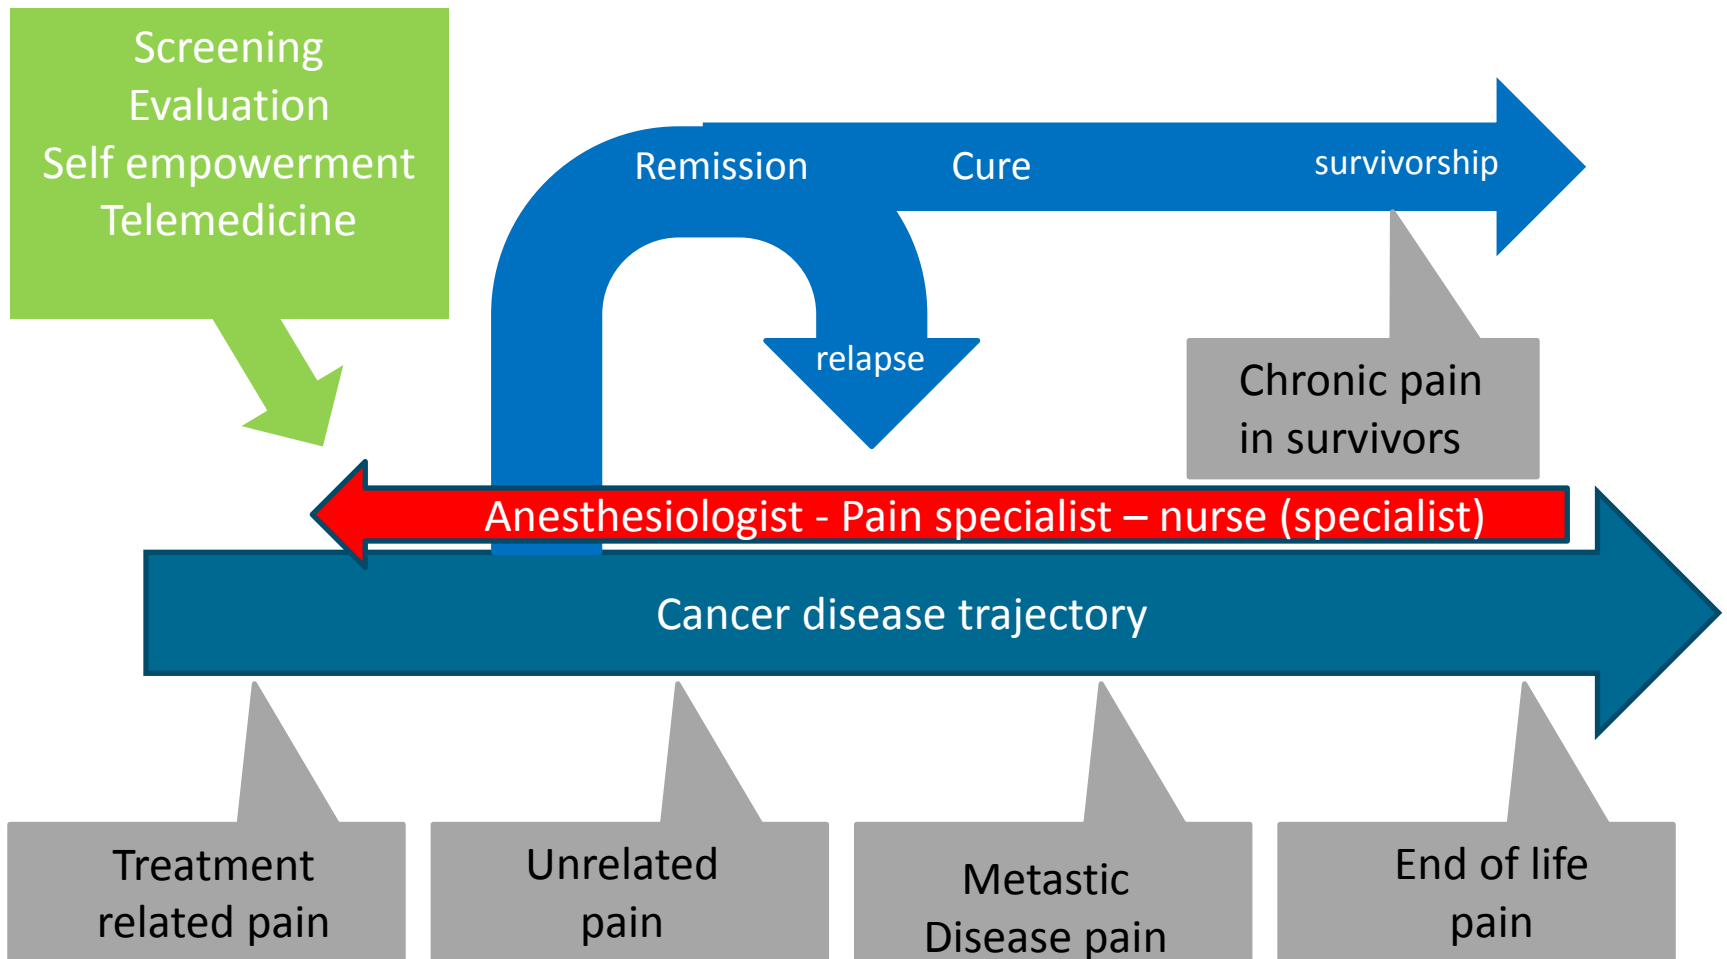 Screening
Evaluation
Self empowerment
Telemedicine
Remission
Cure
survivorship
relapse
Chronic pain
in survivors
Anesthesiologist - Pain specialist – nurse (specialist)
Cancer disease trajectory
Treatment
related pain
Unrelated
pain
Metastic
Disease pain
End of life
pain